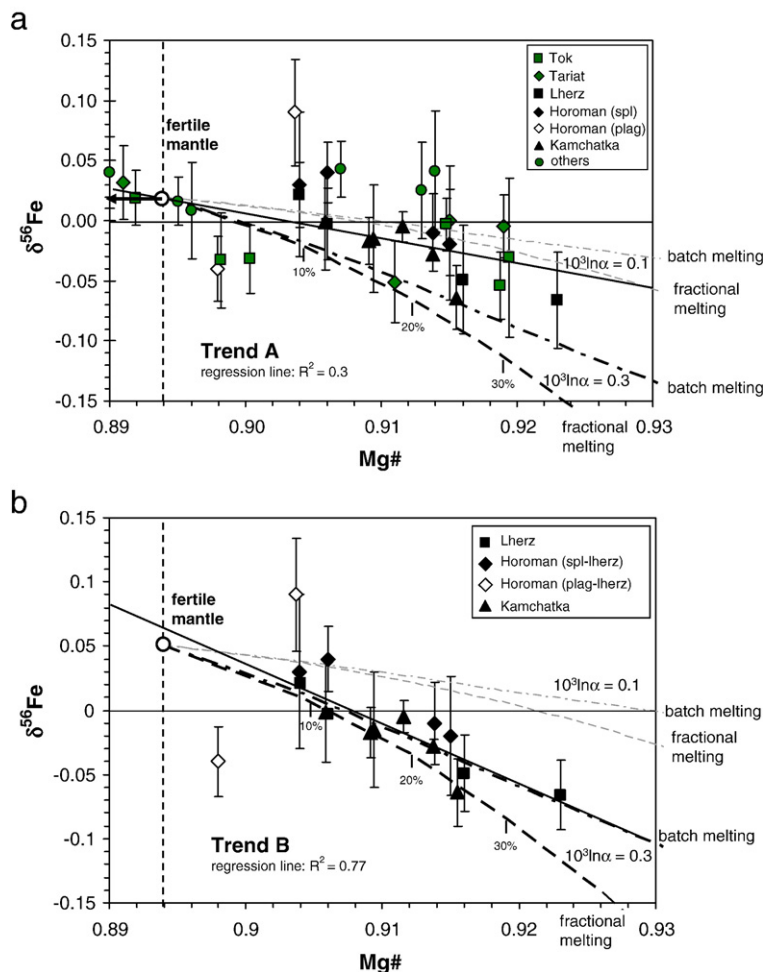 a
δ⁵⁶Fe
0.15
0.10
0.05
0.00
-0.05
-0.10
-0.15
fertile
mantle
Tok
Tariat
Lherz
Horoman (spl)
Horoman (plag)
Kamchatka
others
10%
20%
30%
10³lnα = 0.1
batch melting
fractional
melting
10³lnα = 0.3
batch melting
fractional
melting
Trend A
regression line: R² = 0.3
0.89
0.90
0.91
0.92
0.93
Mg#
b
δ⁵⁶Fe
0.15
0.1
0.05
0
-0.05
-0.1
-0.15
fertile
mantle
Lherz
Horoman (spl-lherz)
Horoman (plag-lherz)
Kamchatka
10%
20%
30%
10³lnα = 0.1
batch melting
fractional
melting
batch melting
10³lnα = 0.3
fractional
melting
Trend B
regression line: R² = 0.77
0.89
0.9
0.91
0.92
0.93
Mg#